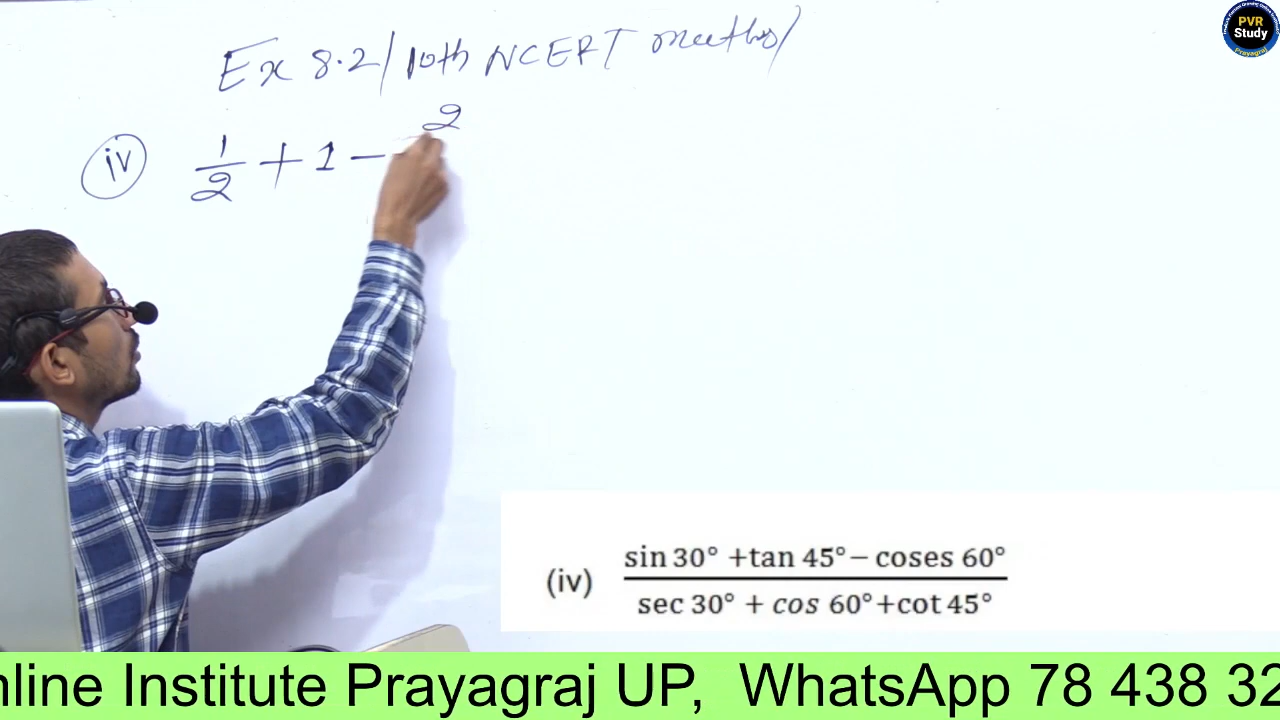 PVR
Study
Prayagraj
Ex 8.2/10th NCERT
iv 1/2 + 1 - 2
(iv) sin 30° +tan 45°− coses 60°
sec 30° + cos 60°+cot 45°
nline Institute Prayagraj UP, WhatsApp 78 438 32